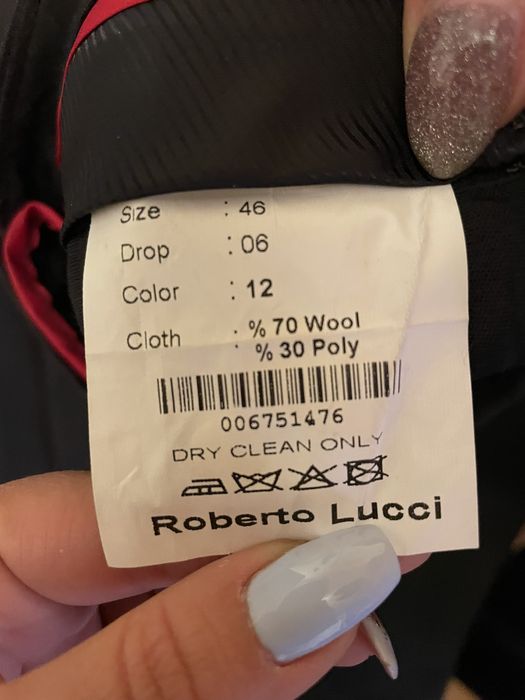 Size : 46
Drop : 06
Color : 12
Cloth : % 70 Wool
% 30 Poly
006751476
DRY CLEAN ONLY
Roberto Lucci